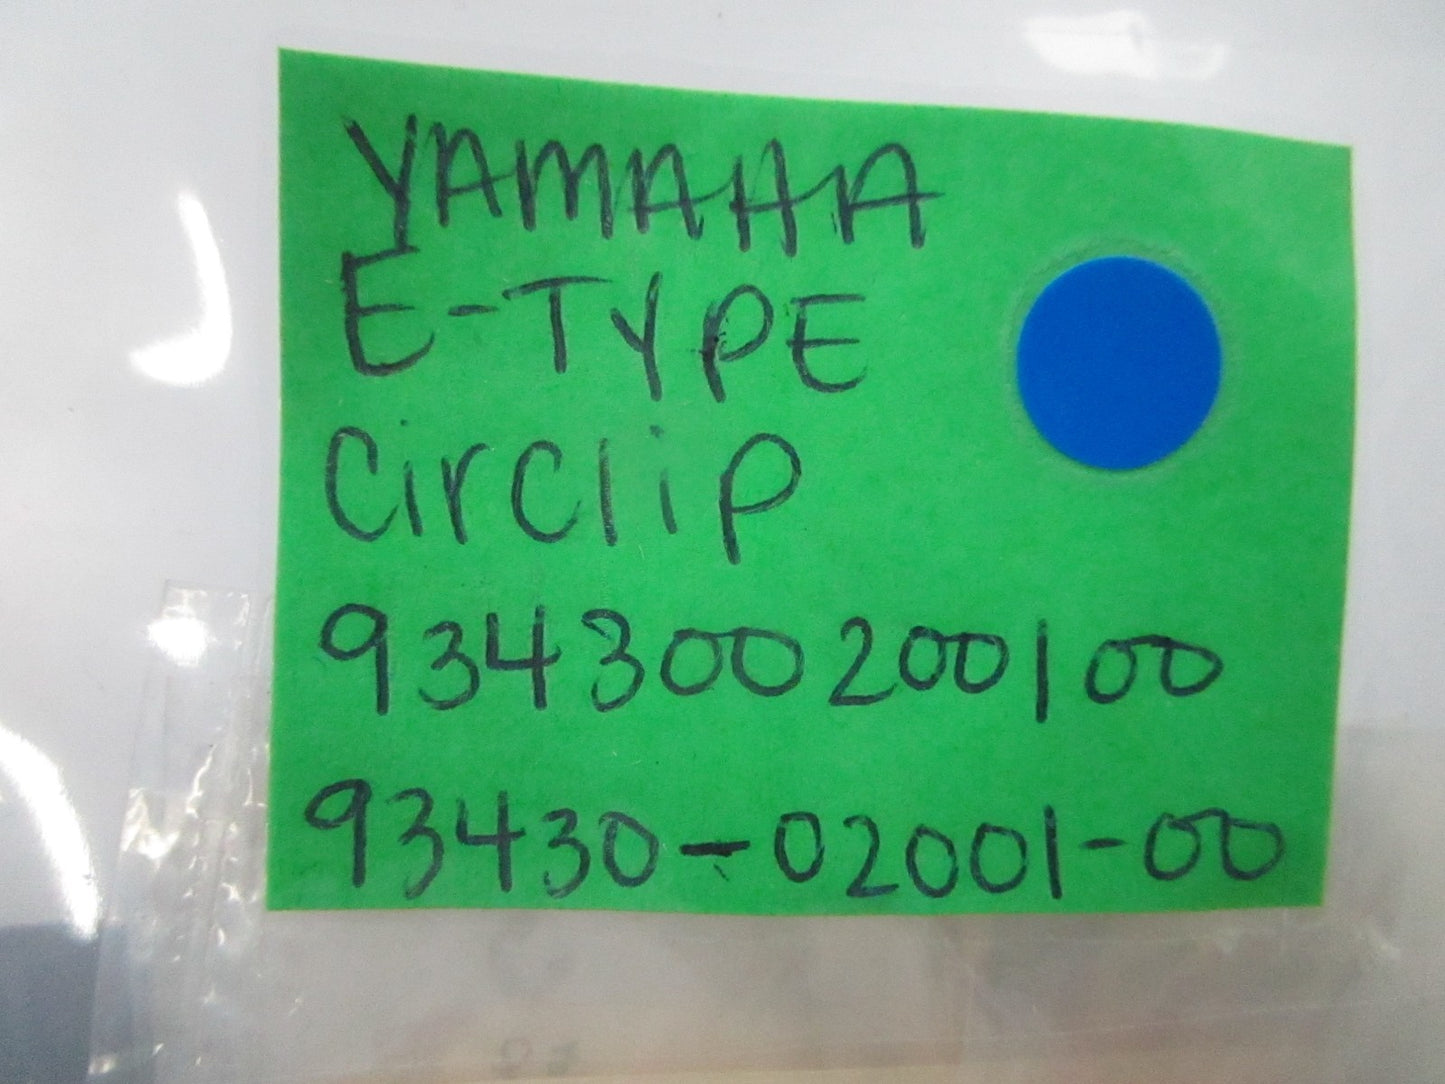 YAMAHA
E-TYPE
CirClip
934300200100
93430-02001-00